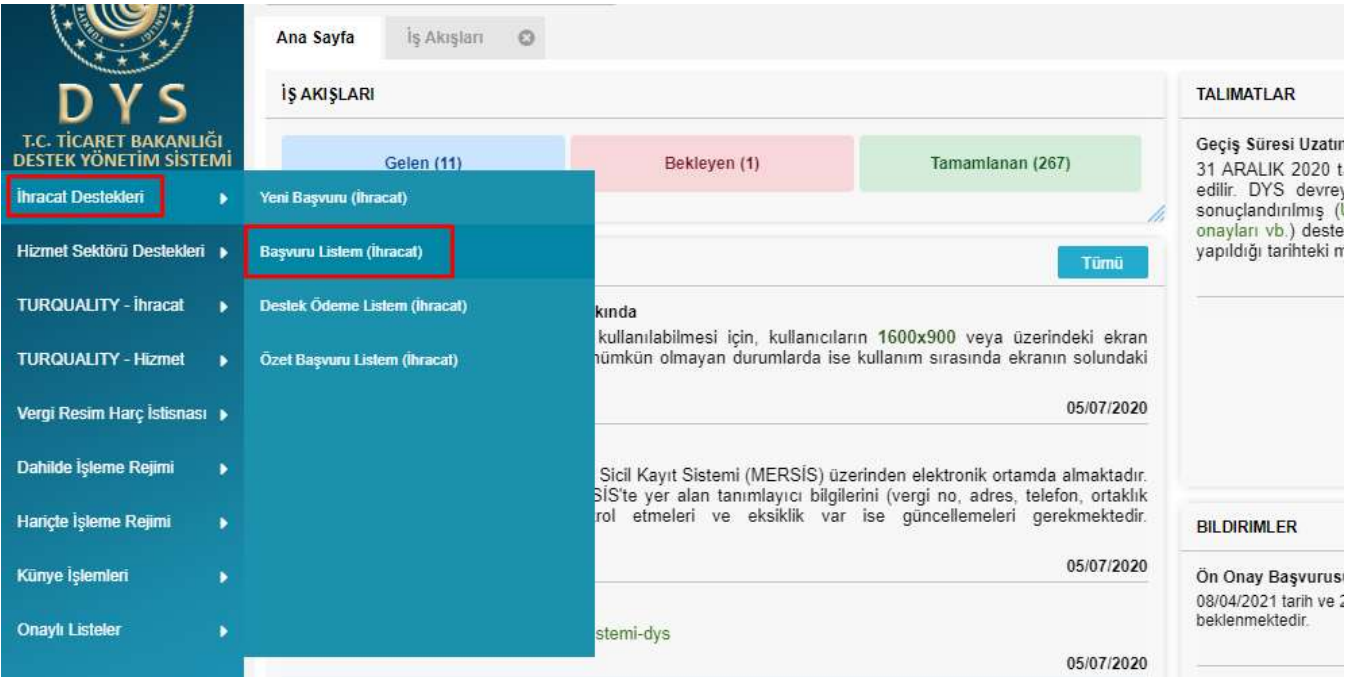 DYS
T.C. TİCARET BAKANLIĞI
DESTEK YÖNETİM SİSTEMİ
İhracat Destekleri
Hizmet Sektörü Destekleri
TURQUALITY - İhracat
TURQUALITY - Hizmet
Vergi Resim Harç İstisnası
Dahilde İşleme Rejimi
Hariçte İşleme Rejimi
Künye İşlemleri
Onaylı Listeler
Yeni Başvuru (İhracat)
Başvuru Listem (İhracat)
Destek Ödeme Listem (İhracat)
Özet Başvuru Listem (İhracat)
Ana Sayfa
İş Akışları
İŞ AKIŞLARI
Gelen (11)
Bekleyen (1)
Tamamlanan (267)
Tümü
kında
kullanılabilmesi için, kullanıcıların 1600x900 veya üzerindeki ekran
ümkün olmayan durumlarda ise kullanım sırasında ekranın solundaki
05/07/2020
Sicil Kayıt Sistemi (MERSİS) üzerinden elektronik ortamda almaktadır.
SİS'te yer alan tanımlayıcı bilgilerini (vergi no, adres, telefon, ortaklık
rol etmeleri ve eksiklik var ise güncellemeleri gerekmektedir.
05/07/2020
stemi-dys
05/07/2020
TALIMATLAR
Geçiş Süresi Uzatım
31 ARALIK 2020 t
edilir. DYS devrey
sonuçlandırılmış (
onayları vb.) deste
yapıldığı tarihteki m
BILDIRIMLER
Ön Onay Başvurus
08/04/2021 tarih ve 2
beklenmektedir.